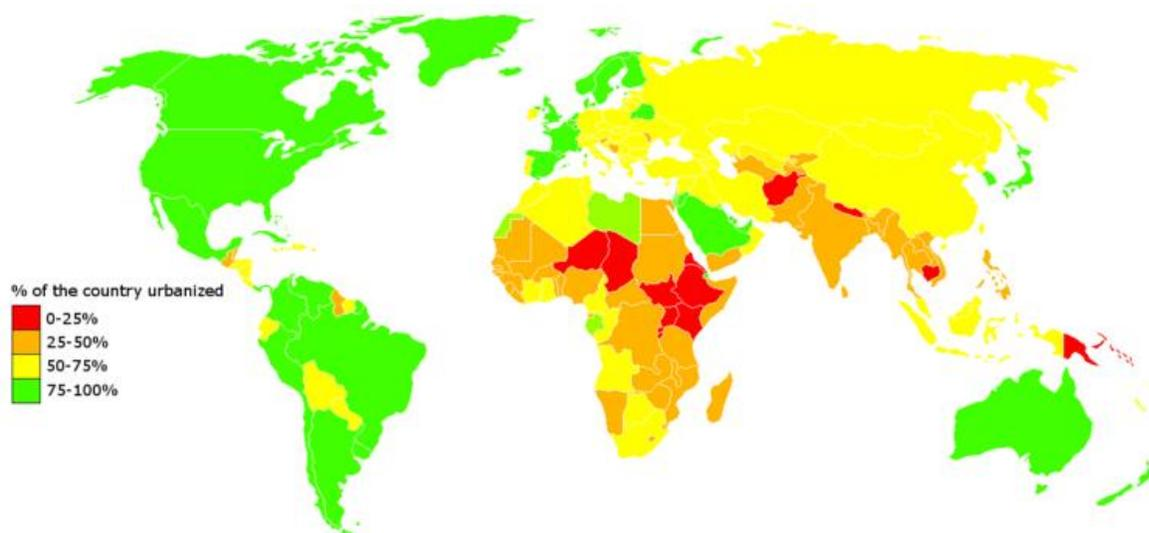 % of the country urbanized
0-25%
25-50%
50-75%
75-100%